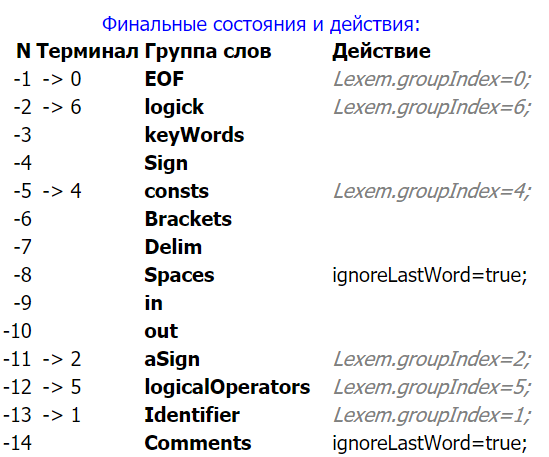 Финальные состояния и действия:
N Терминал Группа слов Действие
-1 -> 0 EOF Lexem.groupIndex=0;
-2 -> 6 logick Lexem.groupIndex=6;
-3 keyWords
-4 Sign
-5 -> 4 consts Lexem.groupIndex=4;
-6 Brackets
-7 Delim
-8 Spaces ignoreLastWord=true;
-9 in
-10 out
-11 -> 2 aSign Lexem.groupIndex=2;
-12 -> 5 logicalOperators Lexem.groupIndex=5;
-13 -> 1 Identifier Lexem.groupIndex=1;
-14 Comments ignoreLastWord=true;